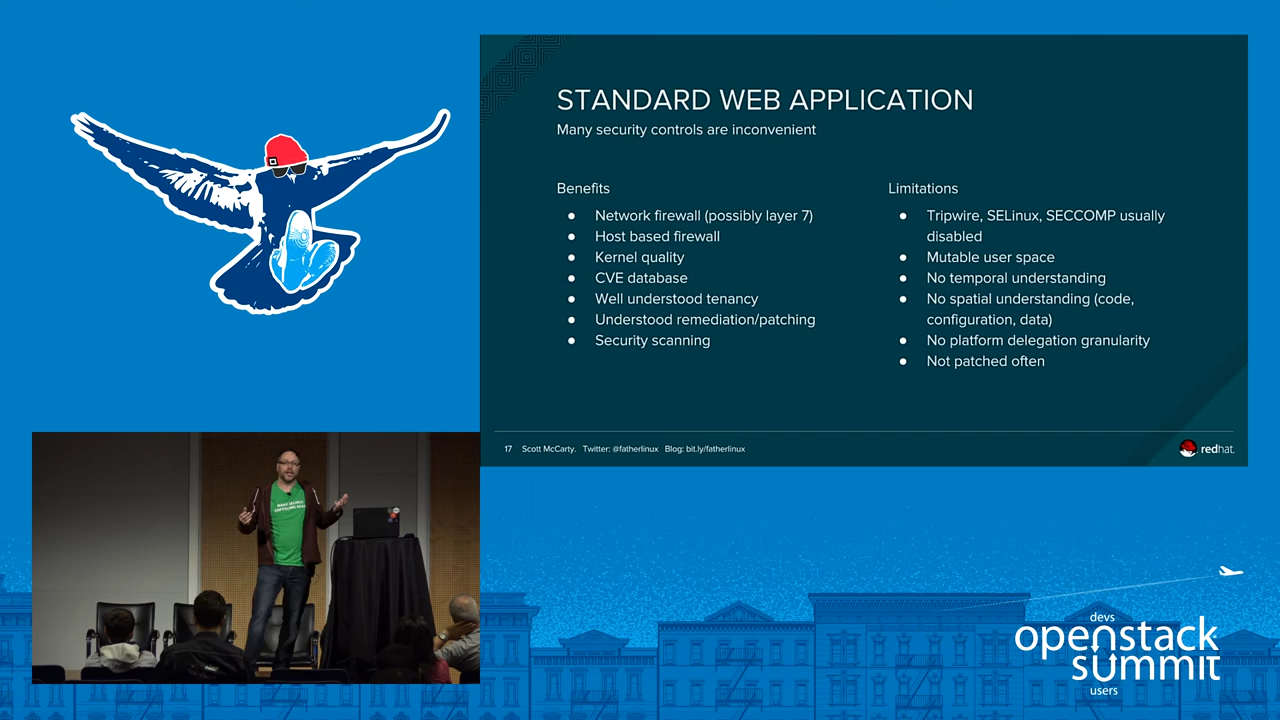 STANDARD WEB APPLICATION
Many security controls are inconvenient
Benefits
● Network firewall (possibly layer 7)
● Host based firewall
● Kernel quality
● CVE database
● Well understood tenancy
● Understood remediation/patching
● Security scanning
Limitations
● Tripwire, SELinux, SECCOMP usually
disabled
● Mutable user space
● No temporal understanding
● No spatial understanding (code,
configuration, data)
● No platform delegation granularity
● Not patched often
17 Scott McCarty. Twitter: @fatherlinux Blog: bit.ly/fatherlinux
redhat.
devs
openstack
summit
users